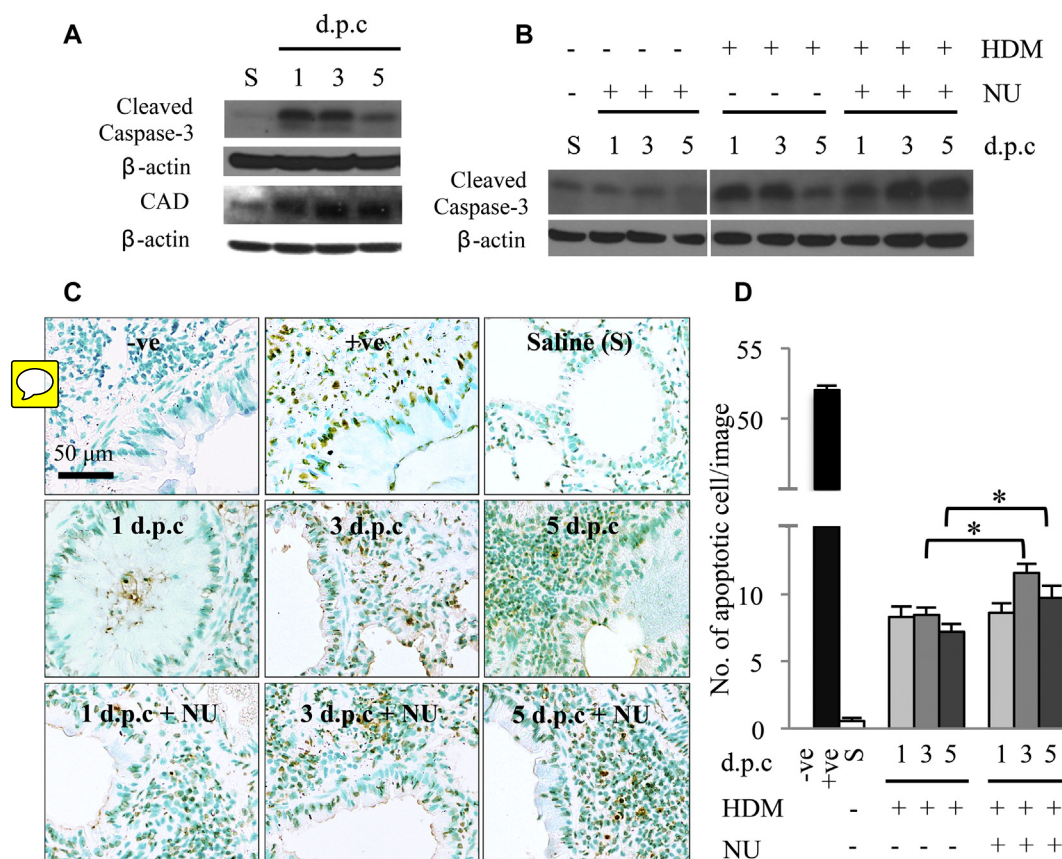 A
d.p.c
S 1 3 5
Cleaved
Caspase-3
β-actin
CAD
β-actin
B
- - - - + + + + + + HDM
- + + + - - - + + + NU
S 1 3 5 1 3 5 1 3 5 d.p.c
Cleaved
Caspase-3
β-actin
C
-ve
+ve
Saline (S)
50 μm
1 d.p.c
3 d.p.c
5 d.p.c
1 d.p.c + NU
3 d.p.c + NU
5 d.p.c + NU
D
No. of apoptotic cell/image
55
50
10
5
0
* *
-ve +ve S 1 3 5 1 3 5
d.p.c
HDM - + + + + + +
NU - - - - + + +